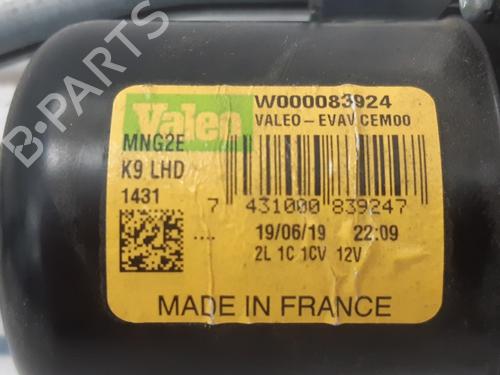 Valeo
W000083924
VALEO-EVAV CEM00
MNG2E
K9 LHD
1431
7 431000 839247
.... 19/06/19 22:09
2L 1C 1CV 12V
MADE IN FRANCE
B-PARTS